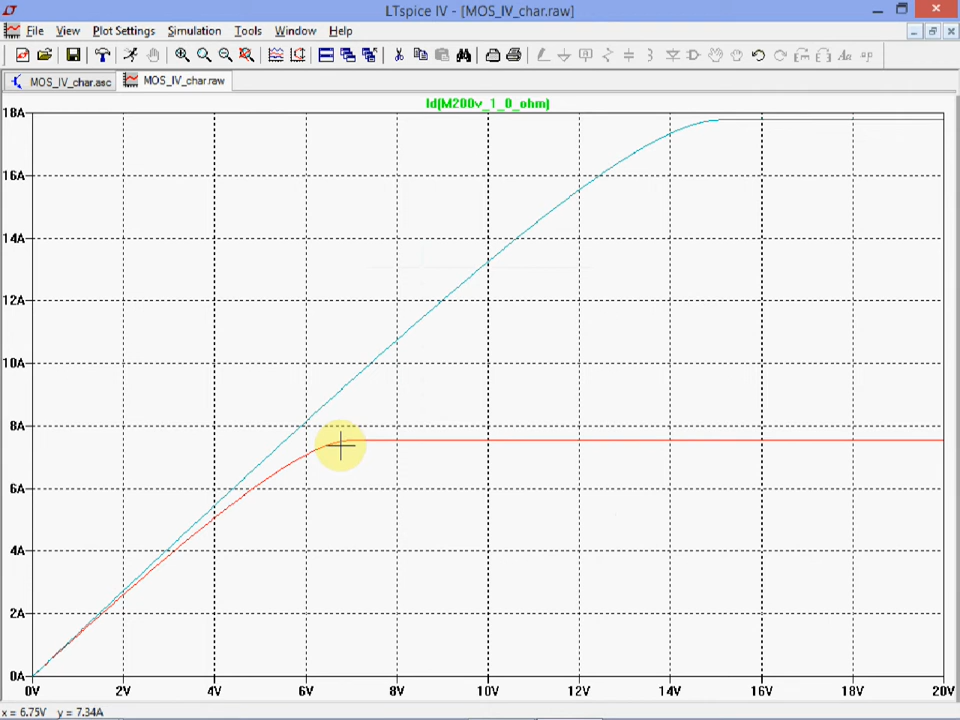 LTspice IV - [MOS_IV_char.raw]
File View Plot Settings Simulation Tools Window Help
MOS_IV_char.asc MOS_IV_char.raw
Id(M200v_1_0_ohm)
18A
16A
14A
12A
10A
8A
6A
4A
2A
0A
0V 2V 4V 6V 8V 10V 12V 14V 16V 18V 20V
x = 6.75V y = 7.34A